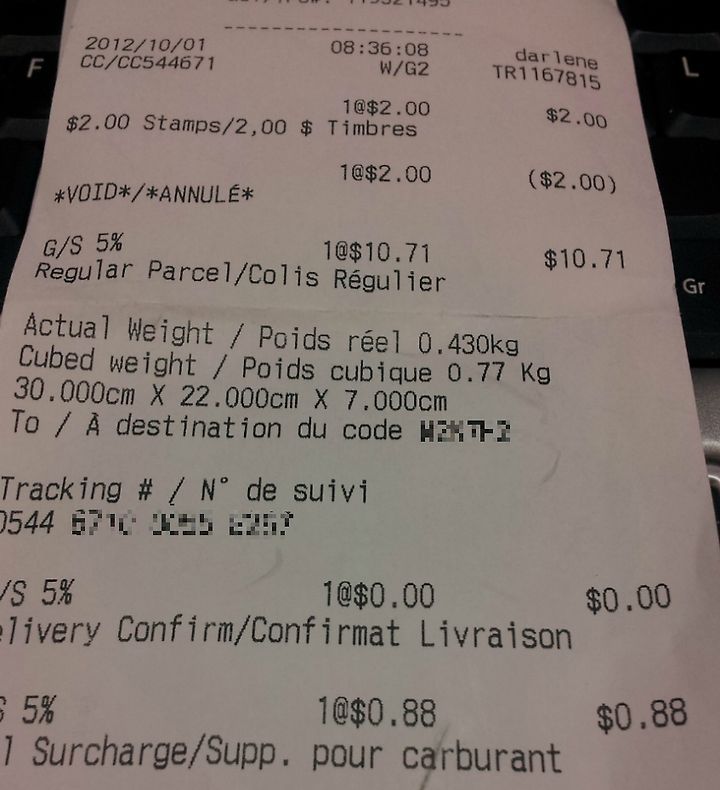 2012/10/01 08:36:08 darlene
CC/CC544671 W/G2 TR1167815
1@$2.00 $2.00
$2.00 Stamps/2,00 $ Timbres
1@$2.00 ($2.00)
*VOID*/*ANNULÉ*
G/S 5% 1@$10.71 $10.71
Regular Parcel/Colis Régulier
Actual Weight / Poids réel 0.430kg
Cubed weight / Poids cubique 0.77 Kg
30.000cm X 22.000cm X 7.000cm
To / À destination du code
Tracking # / N° de suivi
0544
/S 5% 1@$0.00 $0.00
elivery Confirm/Confirmat Livraison
S 5% 1@$0.88 $0.88
l Surcharge/Supp. pour carburant
F
L
Gr